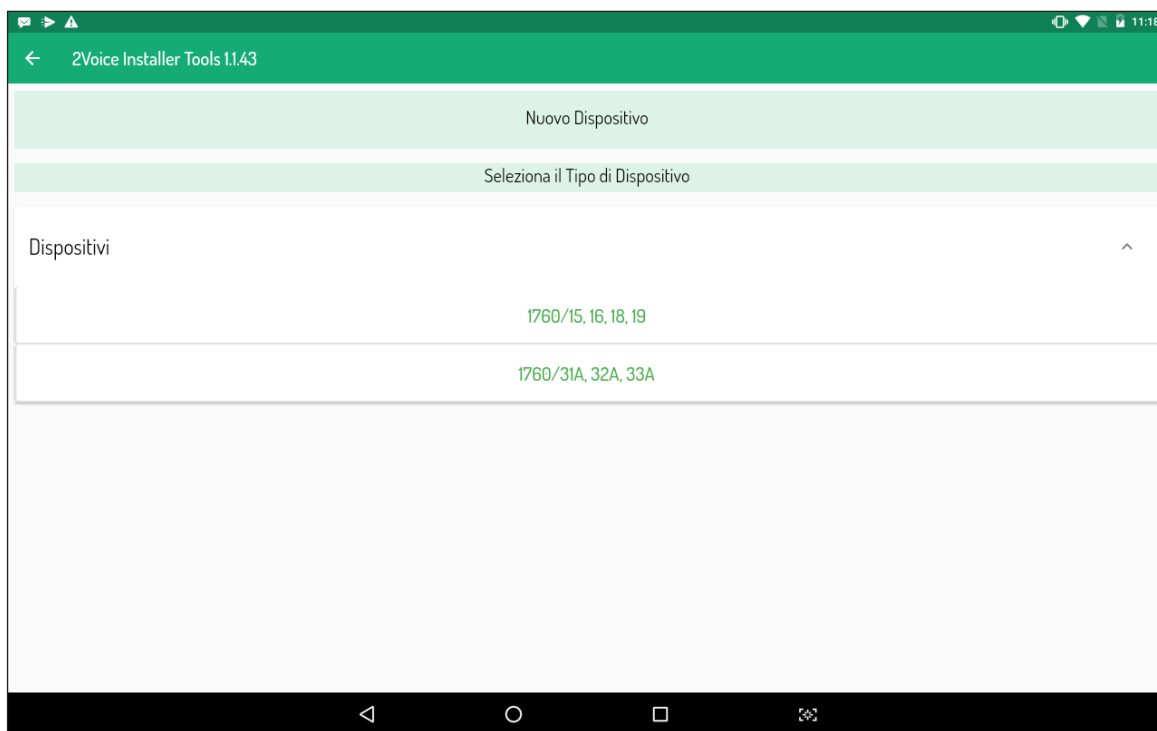 11:18
2Voice Installer Tools 1.1.43
Nuovo Dispositivo
Seleziona il Tipo di Dispositivo
Dispositivi
1760/15, 16, 18, 19
1760/31A, 32A, 33A